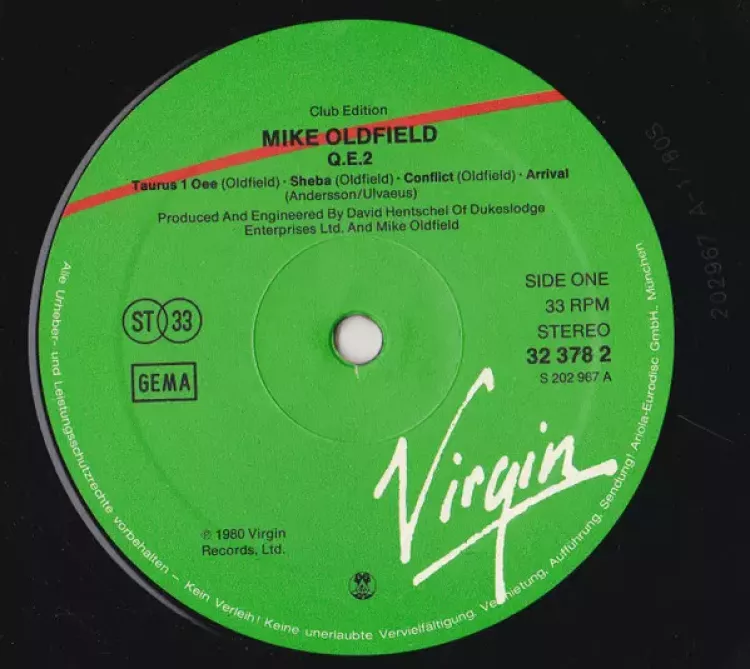 Club Edition
MIKE OLDFIELD
Q.E.2
Taurus 1 Oee (Oldfield) · Sheba (Oldfield) · Conflict (Oldfield) · Arrival
(Andersson/Ulvaeus)
Produced And Engineered By David Hentschel Of Dukeslodge
Enterprises Ltd. And Mike Oldfield
SIDE ONE
33 RPM
STEREO
32 378 2
S 202 967 A
ST 33
GEMA
Virgin
℗ 1980 Virgin
Records, Ltd.
Alle Urheber- und Leistungsschutzrechte vorbehalten – Kein Verleih! Keine unerlaubte Vervielfältigung, Vermietung, Aufführung, Sendung! Ariola-Eurodisc GmbH., München
202967 A-1/80S